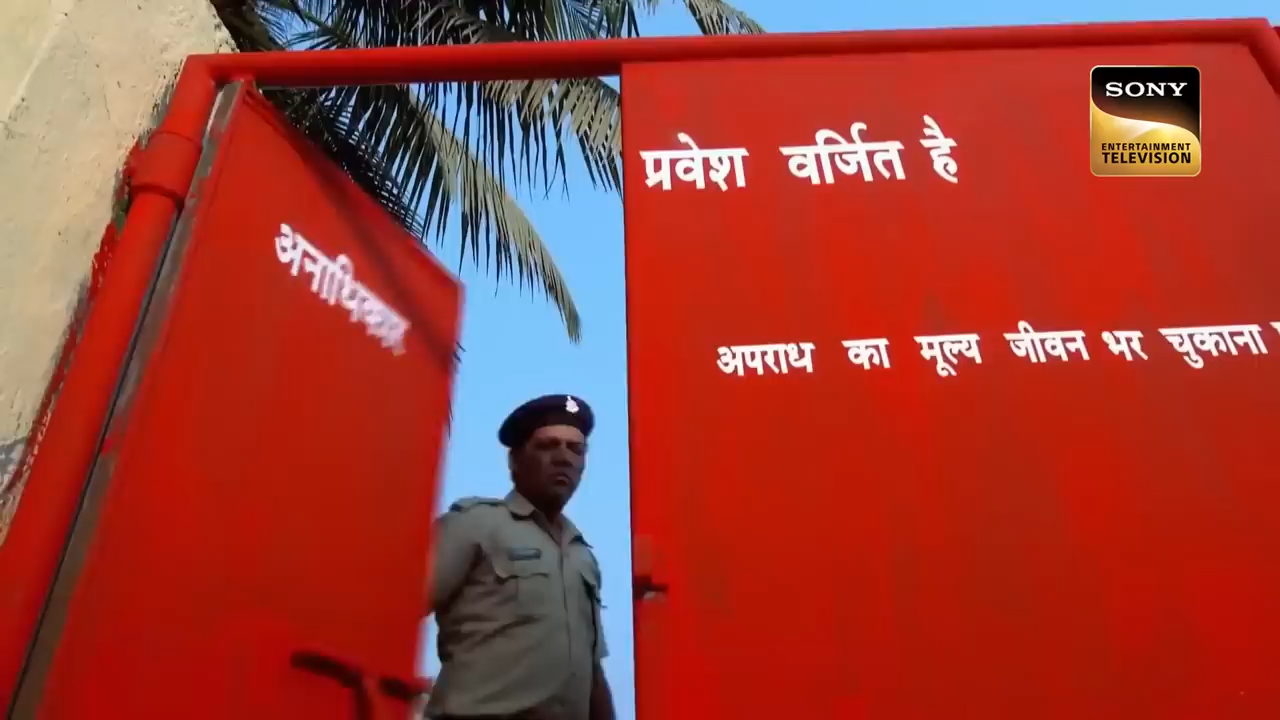 अनाधिकार प्रवेश वर्जित है
अपराध का मूल्य जीवन भर चुकाना
SONY
ENTERTAINMENT
TELEVISION